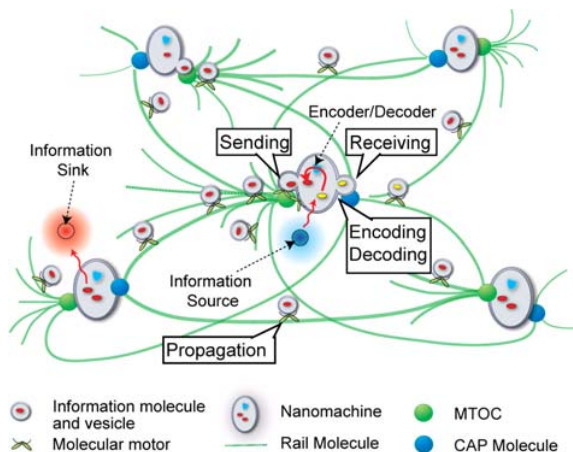 Encoder/Decoder
Sending
Receiving
Information
Sink
Encoding
Decoding
Information
Source
Propagation
Information molecule
and vesicle
Nanomachine
MTOC
Molecular motor
Rail Molecule
CAP Molecule